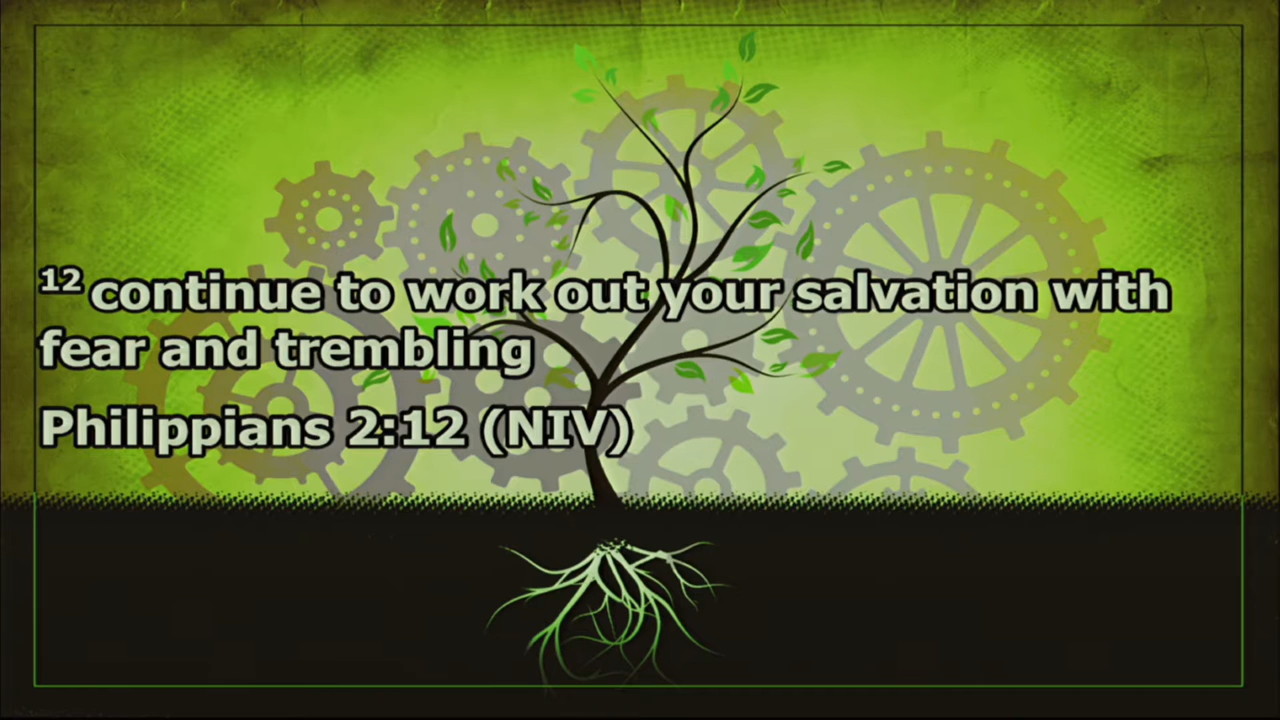 12 continue to work out your salvation with
fear and trembling
Philippians 2:12 (NIV)